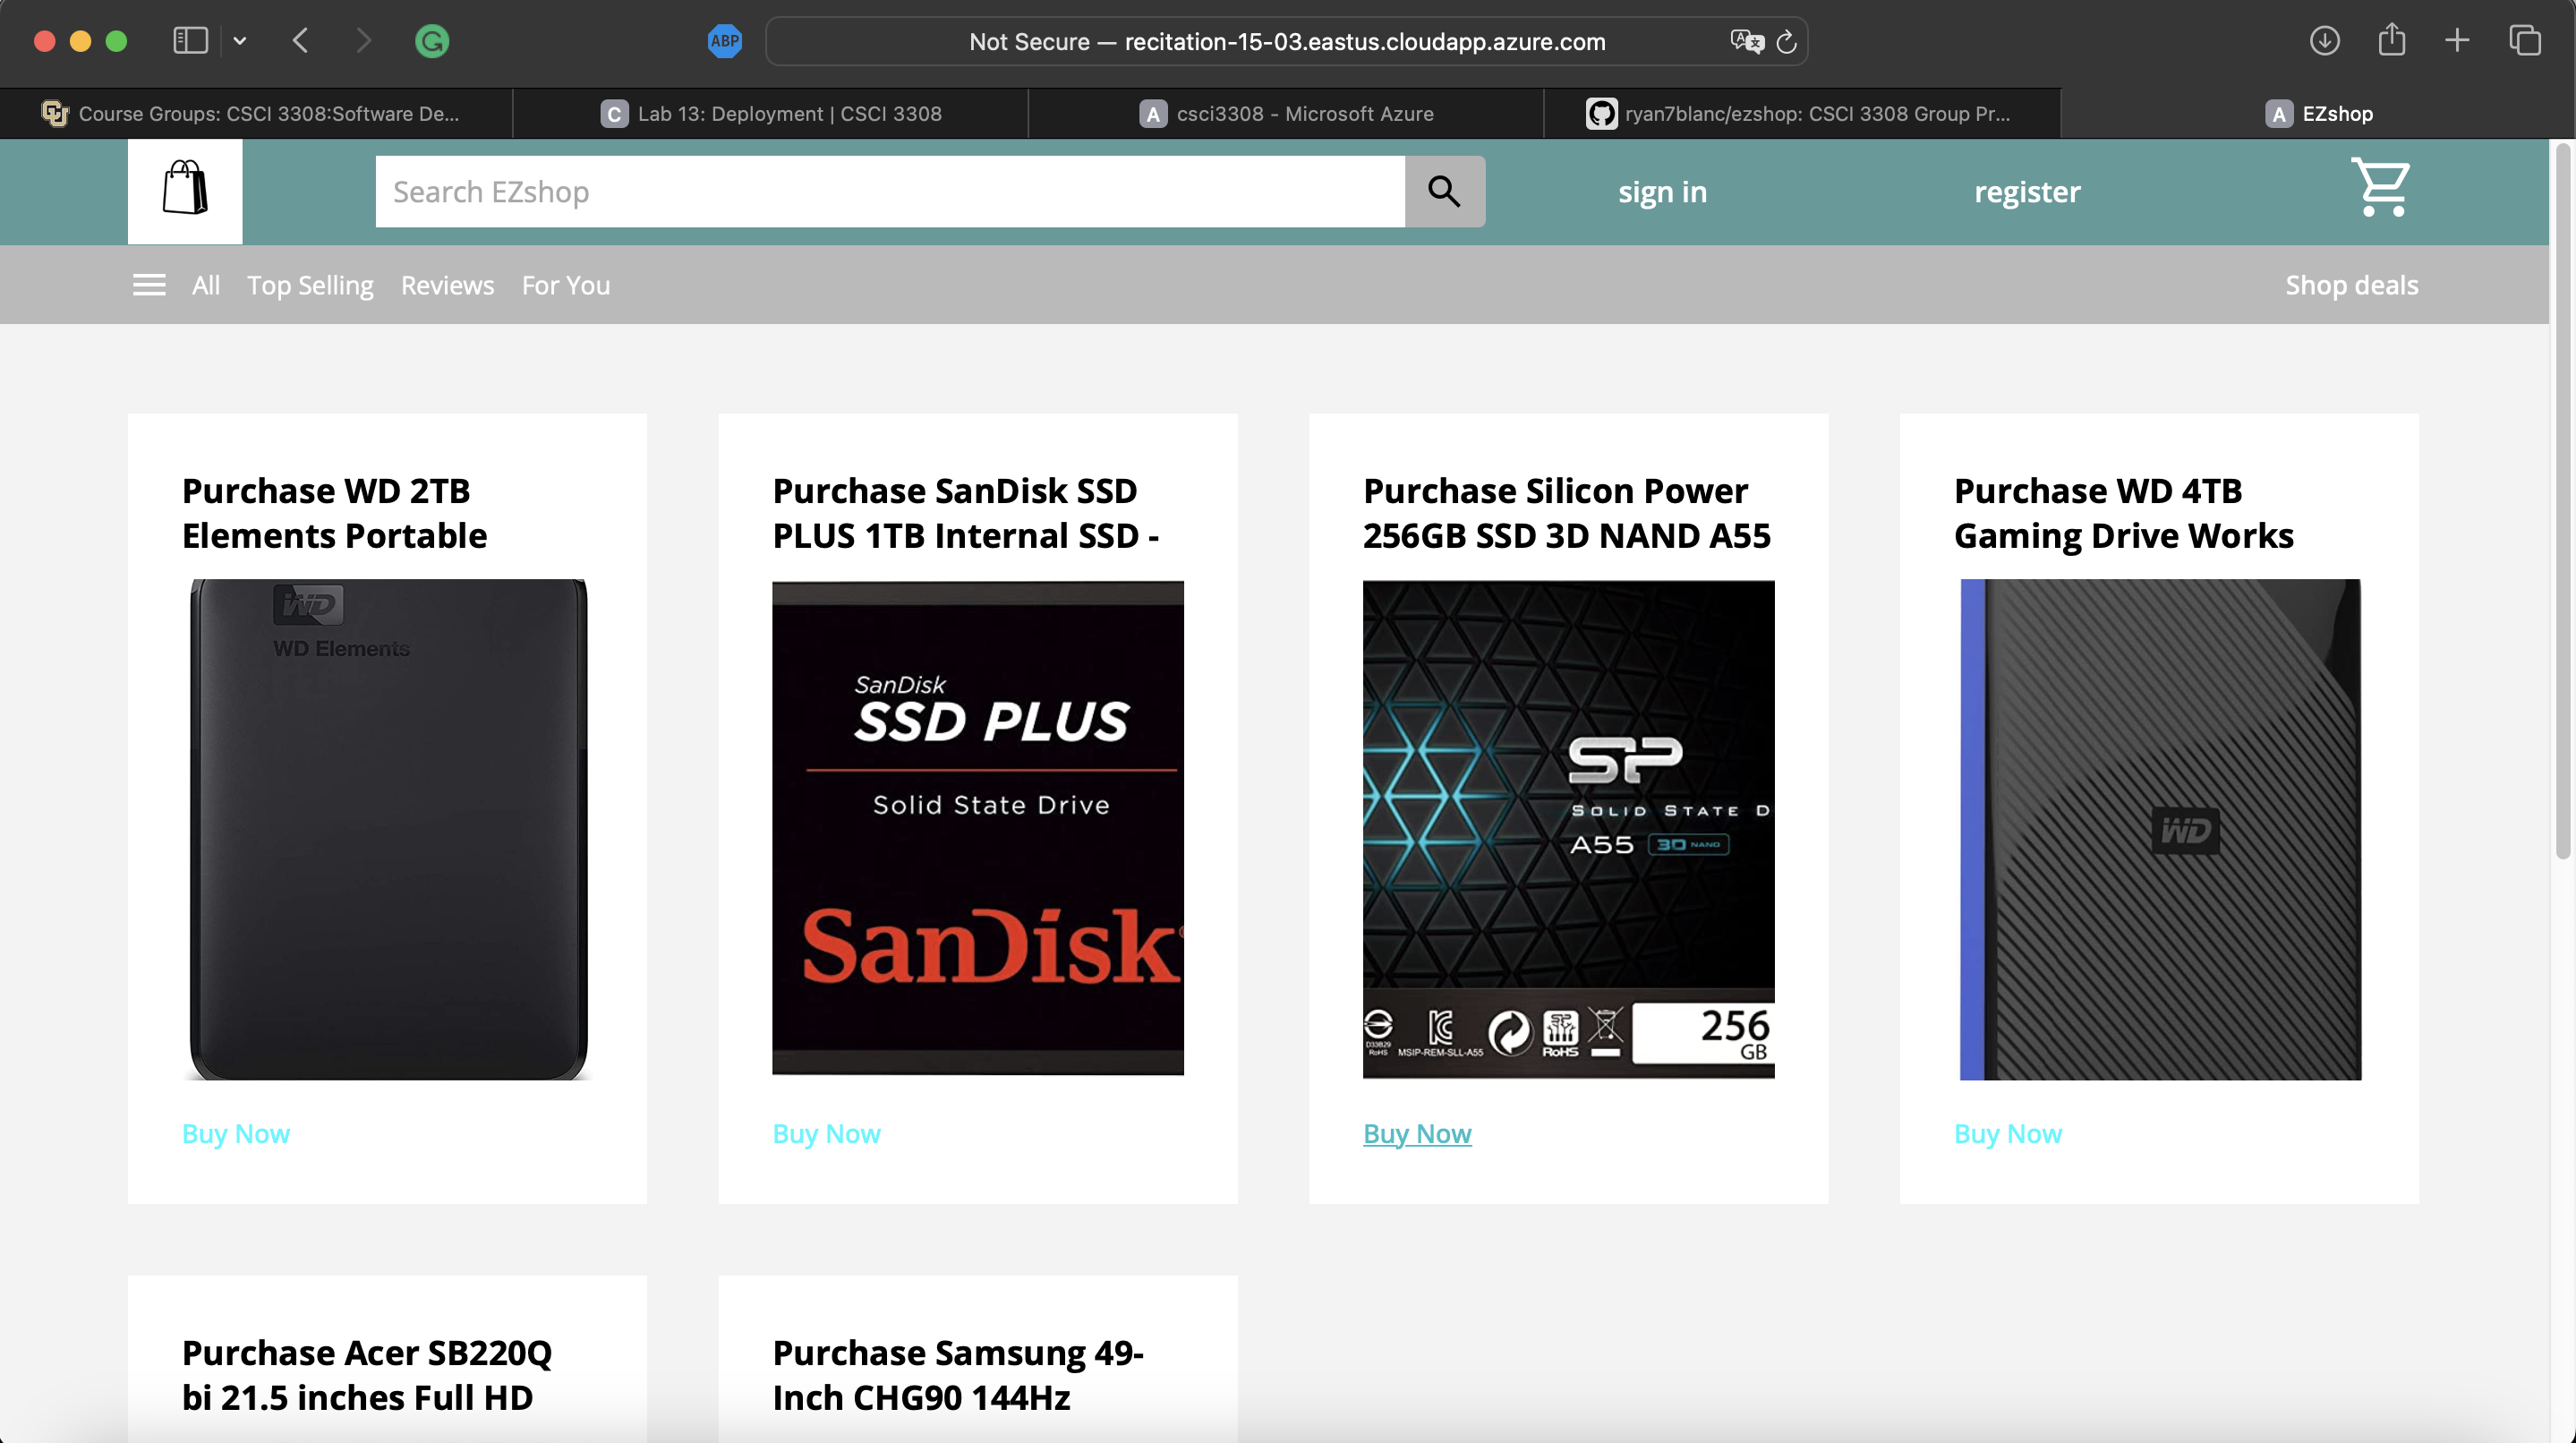 ABP
Not Secure — recitation-15-03.eastus.cloudapp.azure.com
Course Groups: CSCI 3308:Software De...
C Lab 13: Deployment | CSCI 3308
A csci3308 - Microsoft Azure
ryan7blanc/ezshop: CSCI 3308 Group Pr...
A EZshop
Search EZshop
sign in
register
All Top Selling Reviews For You
Shop deals
Purchase WD 2TB
Elements Portable
WD
WD Elements
Buy Now
Purchase SanDisk SSD
PLUS 1TB Internal SSD -
SanDisk
SSD PLUS
Solid State Drive
SanDisk
Buy Now
Purchase Silicon Power
256GB SSD 3D NAND A55
SP
SOLID STATE D
A55 3D NAND
D33B29
RoHS
MSIP-REM-SLL-A55
RoHS
256
GB
Buy Now
Purchase WD 4TB
Gaming Drive Works
WD
Buy Now
Purchase Acer SB220Q
bi 21.5 inches Full HD
Purchase Samsung 49-
Inch CHG90 144Hz